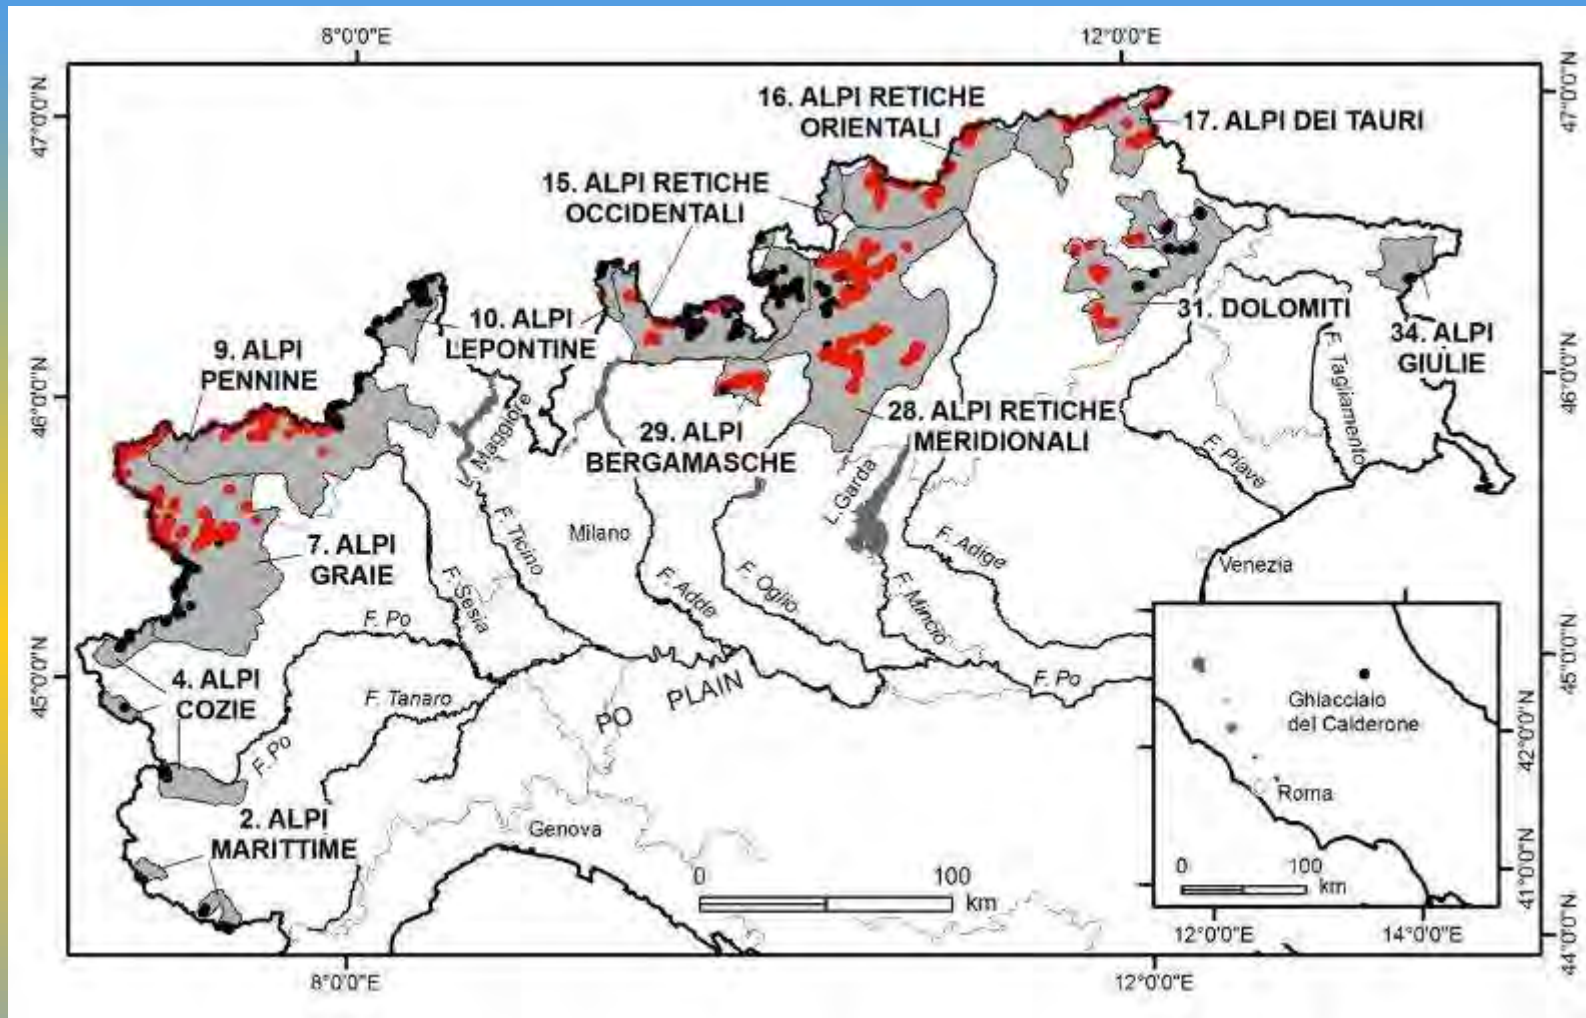 8°0'0"E
12°0'0"E
47°0'0"N
47°0'0"N
16. ALPI RETICHE
ORIENTALI
17. ALPI DEI TAURI
15. ALPI RETICHE
OCCIDENTALI
10. ALPI
LEPONTINE
31. DOLOMITI
34. ALPI
GIULIE
9. ALPI
PENNINE
46°0'0"N
46°0'0"N
28. ALPI RETICHE
MERIDIONALI
29. ALPI
BERGAMASCHE
L. Maggiore
L.Garda
F. Tagliamento
F. Piave
7. ALPI
GRAIE
F. Sesia
F. Ticino
Milano
F. Adda
F. Oglio
F. Mincio
F. Adige
Venezia
F. Po
4. ALPI
COZIE
F. Tanaro
F. Po
PO PLAIN
F. Po
45°0'0"N
45°0'0"N
2. ALPI
MARITTIME
Genova
0 100
km
Ghiacciaio
del Calderone
Roma
0 100
km
42°0'0"N
41°0'0"N
12°0'0"E
14°0'0"E
44°0'0"N
8°0'0"E
12°0'0"E